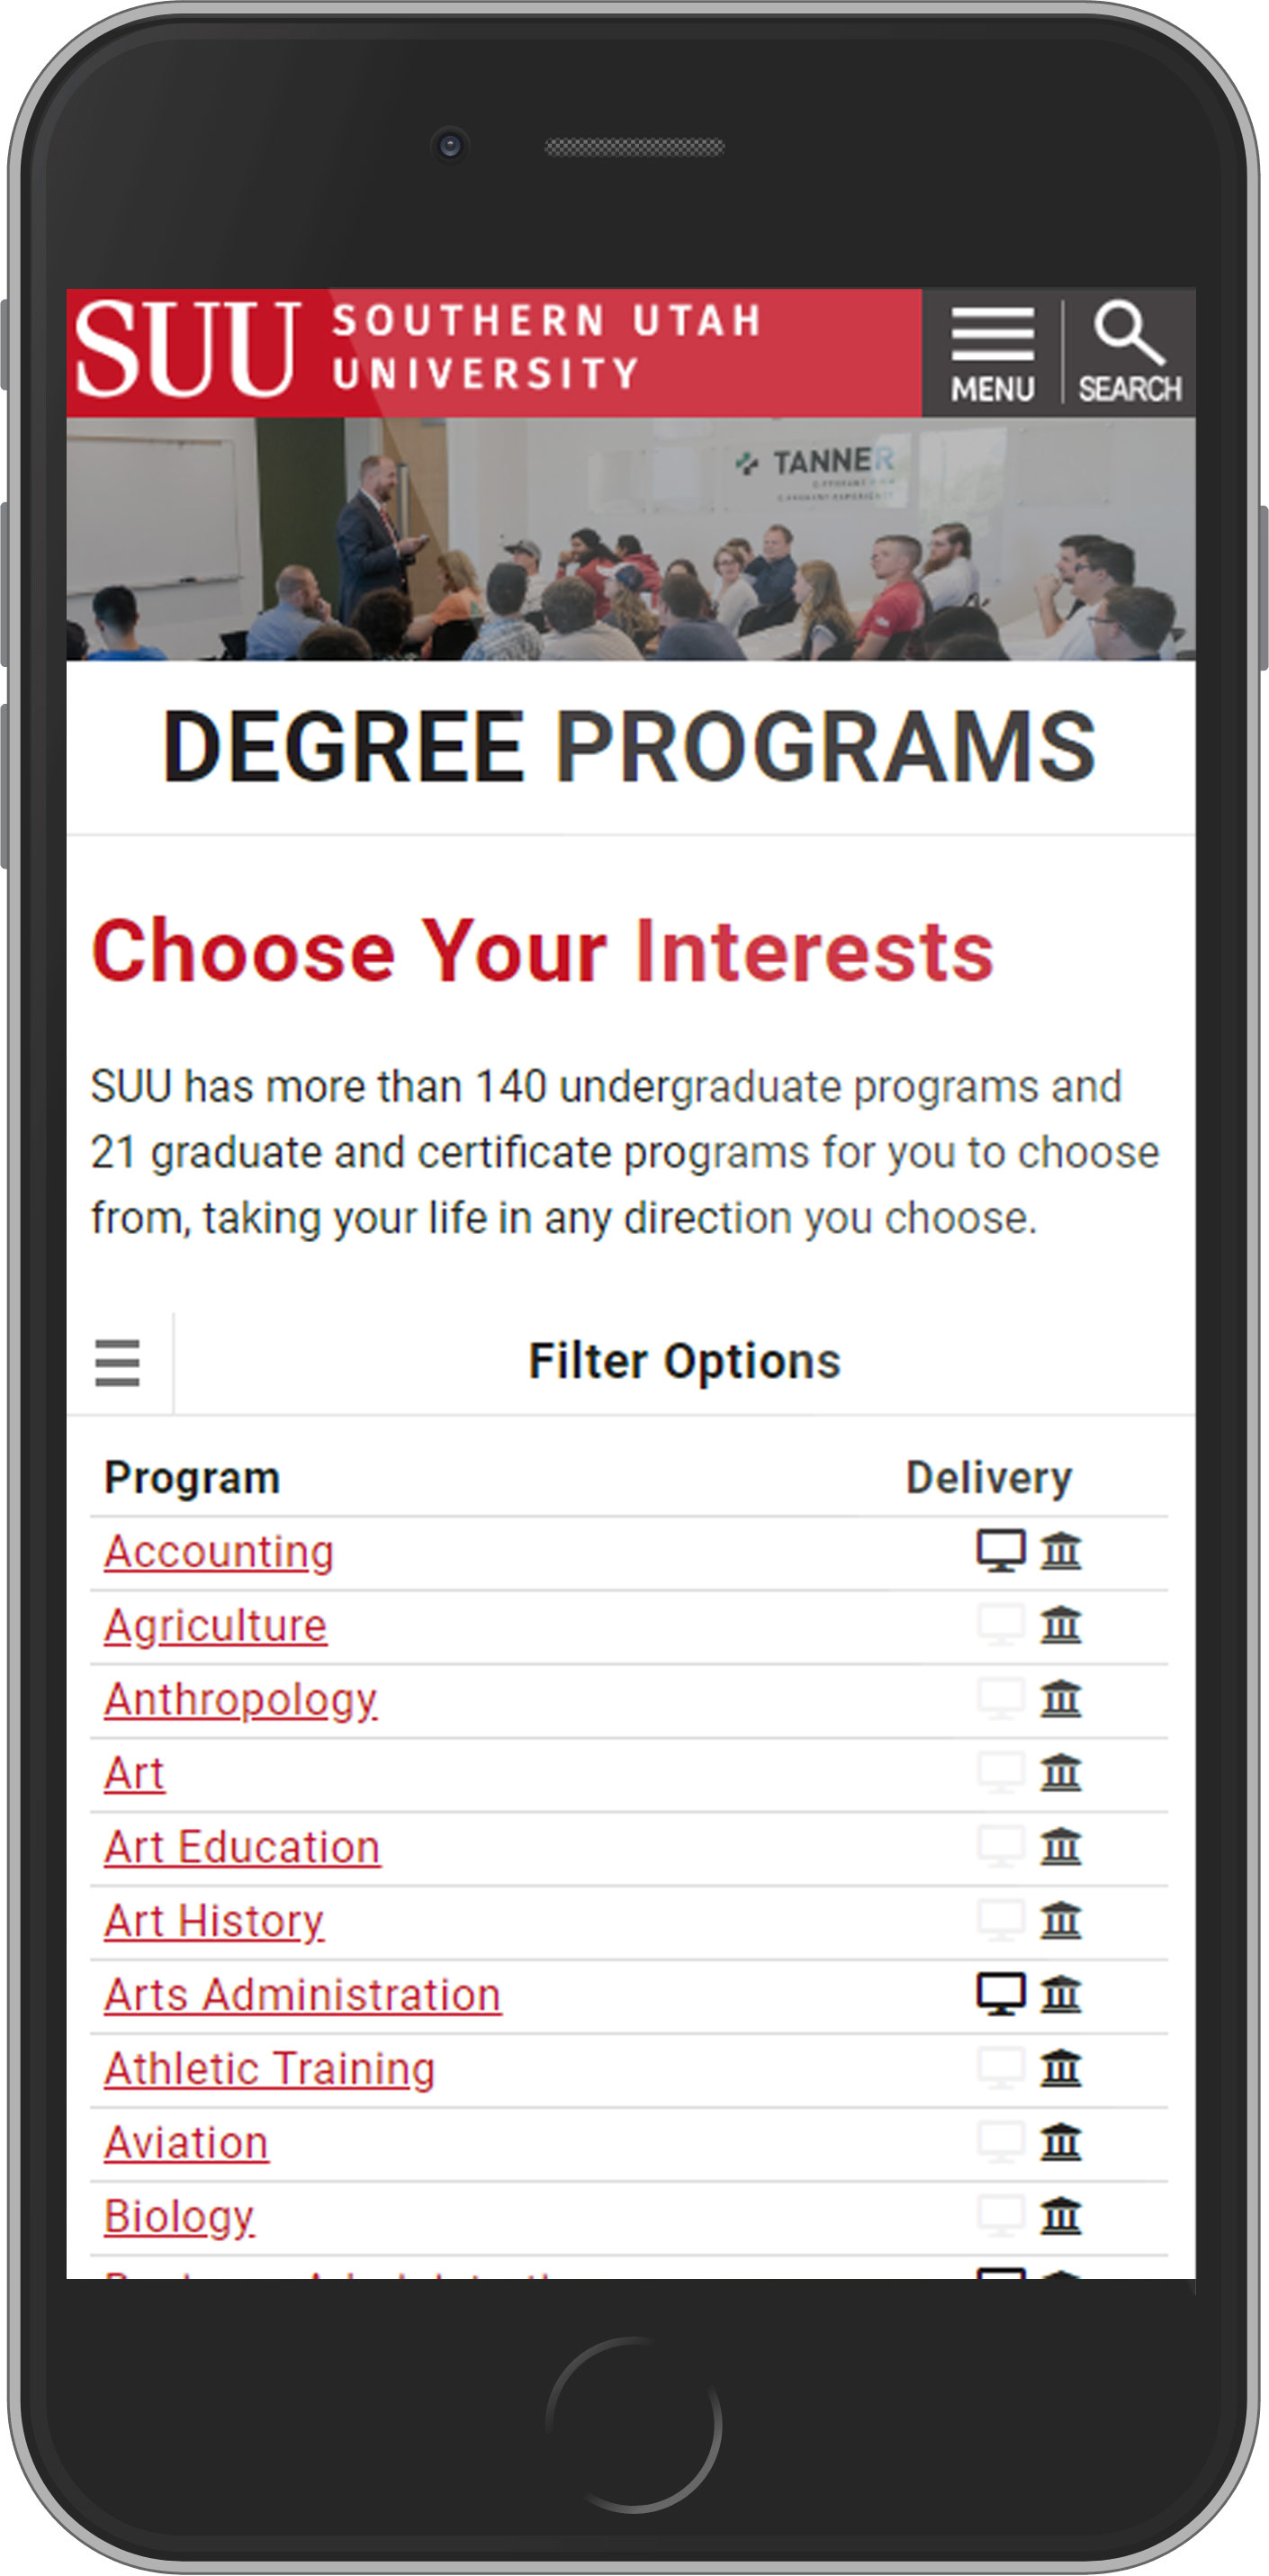 SUU SOUTHERN UTAH
UNIVERSITY
MENU
SEARCH
TANNER
DEGREE PROGRAMS
Choose Your Interests
SUU has more than 140 undergraduate programs and
21 graduate and certificate programs for you to choose
from, taking your life in any direction you choose.
Filter Options
Program Delivery
Accounting
Agriculture
Anthropology
Art
Art Education
Art History
Arts Administration
Athletic Training
Aviation
Biology